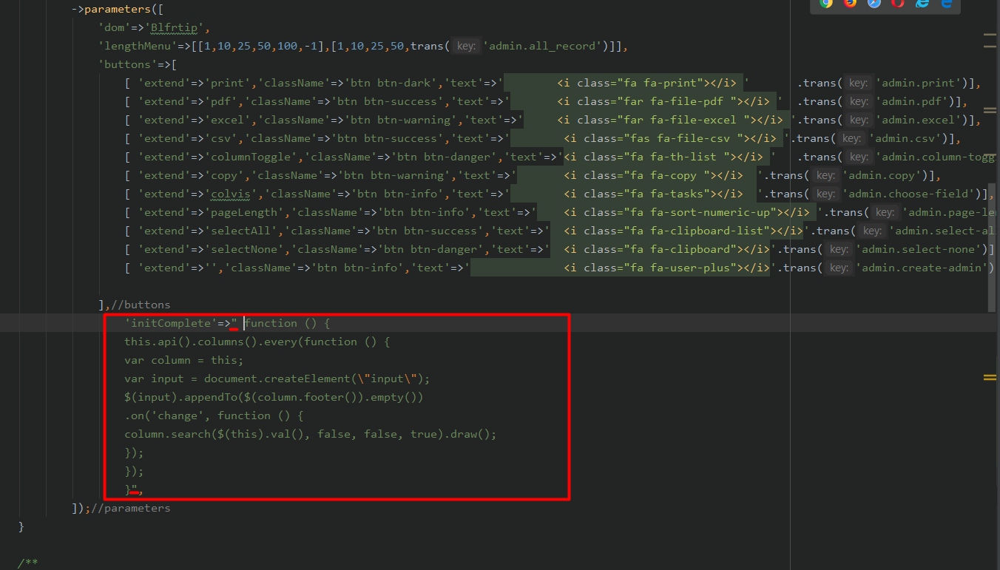 ->parameters([
'dom'=>'Blfrtip',
'lengthMenu'=>[[1,10,25,50,100,-1],[1,10,25,50,trans( key: 'admin.all_record')]],
'buttons'=>[
[ 'extend'=>'print','className'=>'btn btn-dark','text'=>' <i class="fa fa-print"></i> ' .trans( key: 'admin.print')],
[ 'extend'=>'pdf','className'=>'btn btn-success','text'=>' <i class="far fa-file-pdf "></i> ' .trans( key: 'admin.pdf')],
[ 'extend'=>'excel','className'=>'btn btn-warning','text'=>' <i class="far fa-file-excel "></i> '.trans( key: 'admin.excel')],
[ 'extend'=>'csv','className'=>'btn btn-success','text'=>' <i class="fas fa-file-csv "></i> '.trans( key: 'admin.csv')],
[ 'extend'=>'columnToggle','className'=>'btn btn-danger','text'=>'<i class="fa fa-th-list "></i> ' .trans( key: 'admin.column-togg
[ 'extend'=>'copy','className'=>'btn btn-warning','text'=>' <i class="fa fa-copy "></i> '.trans( key: 'admin.copy')],
[ 'extend'=>'colvis','className'=>'btn btn-info','text'=>' <i class="fa fa-tasks"></i> '.trans( key: 'admin.choose-field')],
[ 'extend'=>'pageLength','className'=>'btn btn-info','text'=>' <i class="fa fa-sort-numeric-up"></i> '.trans( key: 'admin.page-le
[ 'extend'=>'selectAll','className'=>'btn btn-success','text'=>' <i class="fa fa-clipboard-list"></i>'.trans( key: 'admin.select-al
[ 'extend'=>'selectNone','className'=>'btn btn-danger','text'=>' <i class="fa fa-clipboard"></i>'.trans( key: 'admin.select-none')]
[ 'extend'=>'','className'=>'btn btn-info','text'=>' <i class="fa fa-user-plus"></i>'.trans( key: 'admin.create-admin')
],//buttons
'initComplete'=>" function () {
this.api().columns().every(function () {
var column = this;
var input = document.createElement(\"input\");
$(input).appendTo($(column.footer()).empty())
.on('change', function () {
column.search($(this).val(), false, false, true).draw();
});
});
}",
]);//parameters
}
/**